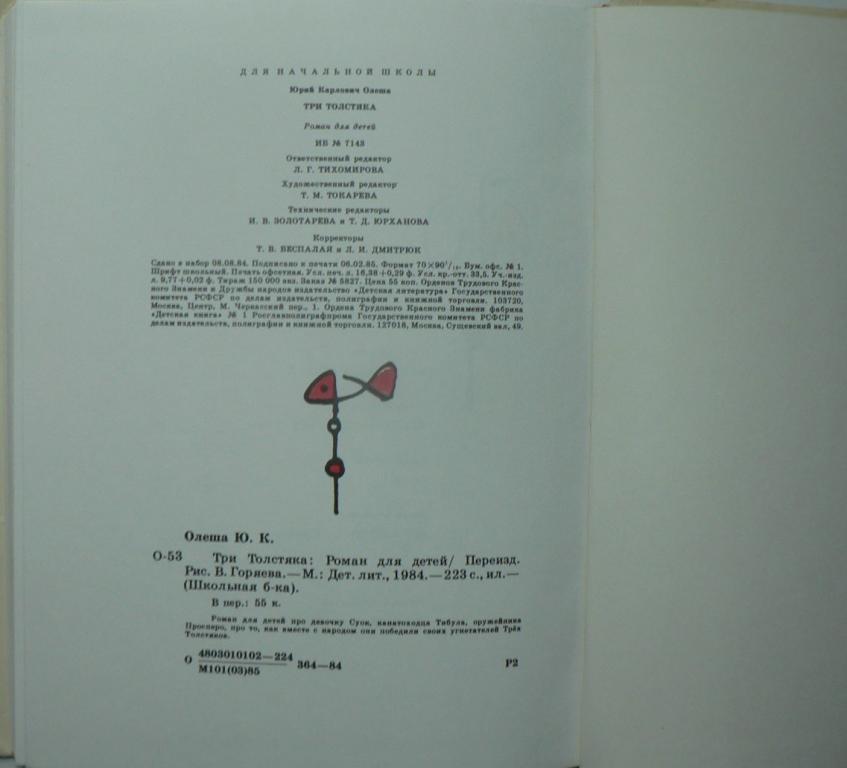 ДЛЯ НАЧАЛЬНОЙ ШКОЛЫ
Юрий Карлович Олеша
ТРИ ТОЛСТЯКА
Роман для детей
ИБ № 7143
Ответственный редактор
Л. Г. ТИХОМИРОВА
Художественный редактор
Т. М. ТОКАРЕВА
Технические редакторы
И. В. ЗОЛОТАРЕВА и Т. Д. ЮРХАНОВА
Корректоры
Т. В. БЕСПАЛАЯ и Л. И. ДМИТРЮК
Сдано в набор 08.08.84. Подписано к печати 06.02.85. Формат 70×90¹/₁₆. Бум. офс. № 1.
Шрифт школьный. Печать офсетная. Усл. печ. л. 16,38+0,29 ф. Усл. кр.-отт. 33,5. Уч.-изд.
л. 9,77+0,02 ф. Тираж 150 000 экз. Заказ № 5827. Цена 55 коп. Орденов Трудового Крас-
ного Знамени и Дружбы народов издательство «Детская литература» Государственного
комитета РСФСР по делам издательств, полиграфии и книжной торговли. 103720,
Москва, Центр, М. Черкасский пер., 1. Ордена Трудового Красного Знамени фабрика
«Детская книга» № 1 Росглавполиграфпрома Государственного комитета РСФСР по
делам издательств, полиграфии и книжной торговли. 127018, Москва, Сущевский вал, 49.
Олеша Ю. К.
О-53 Три Толстяка: Роман для детей/ Переизд.
Рис. В. Горяева.—М.: Дет. лит., 1984.—223 с., ил.—
(Школьная б-ка).
В пер.: 55 к.
Роман для детей про девочку Суок, канатоходца Тибула, оружейника
Просперо, про то, как вместе с народом они победили своих угнетателей Трёх
Толстяков.
О 4803010102—224
М101(03)85 364—84 Р2